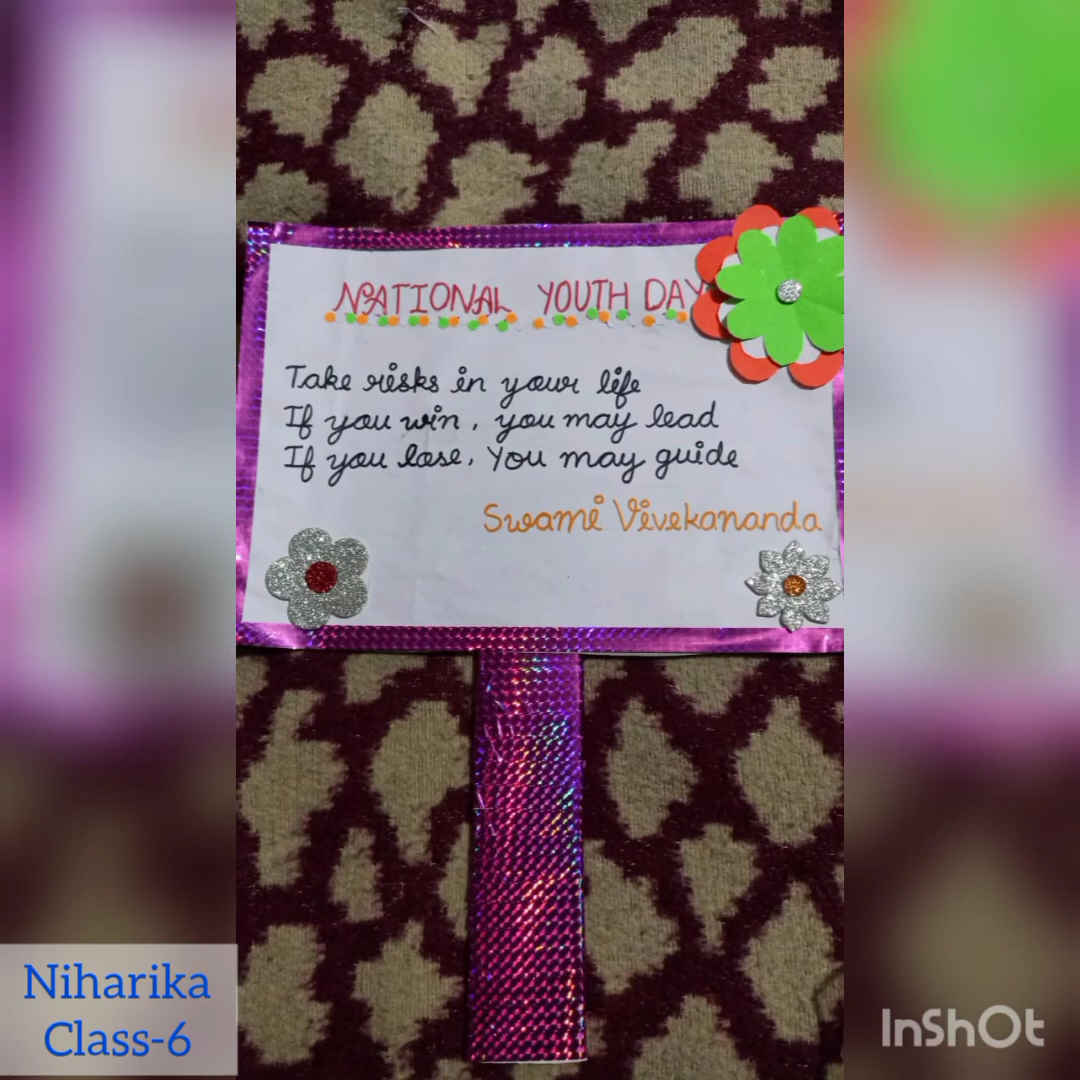 NATIONAL YOUTH DAY
Take risks in your life
If you win, you may lead
If you lose, You may guide
Swami Vivekananda
Niharika
Class-6
InShOt